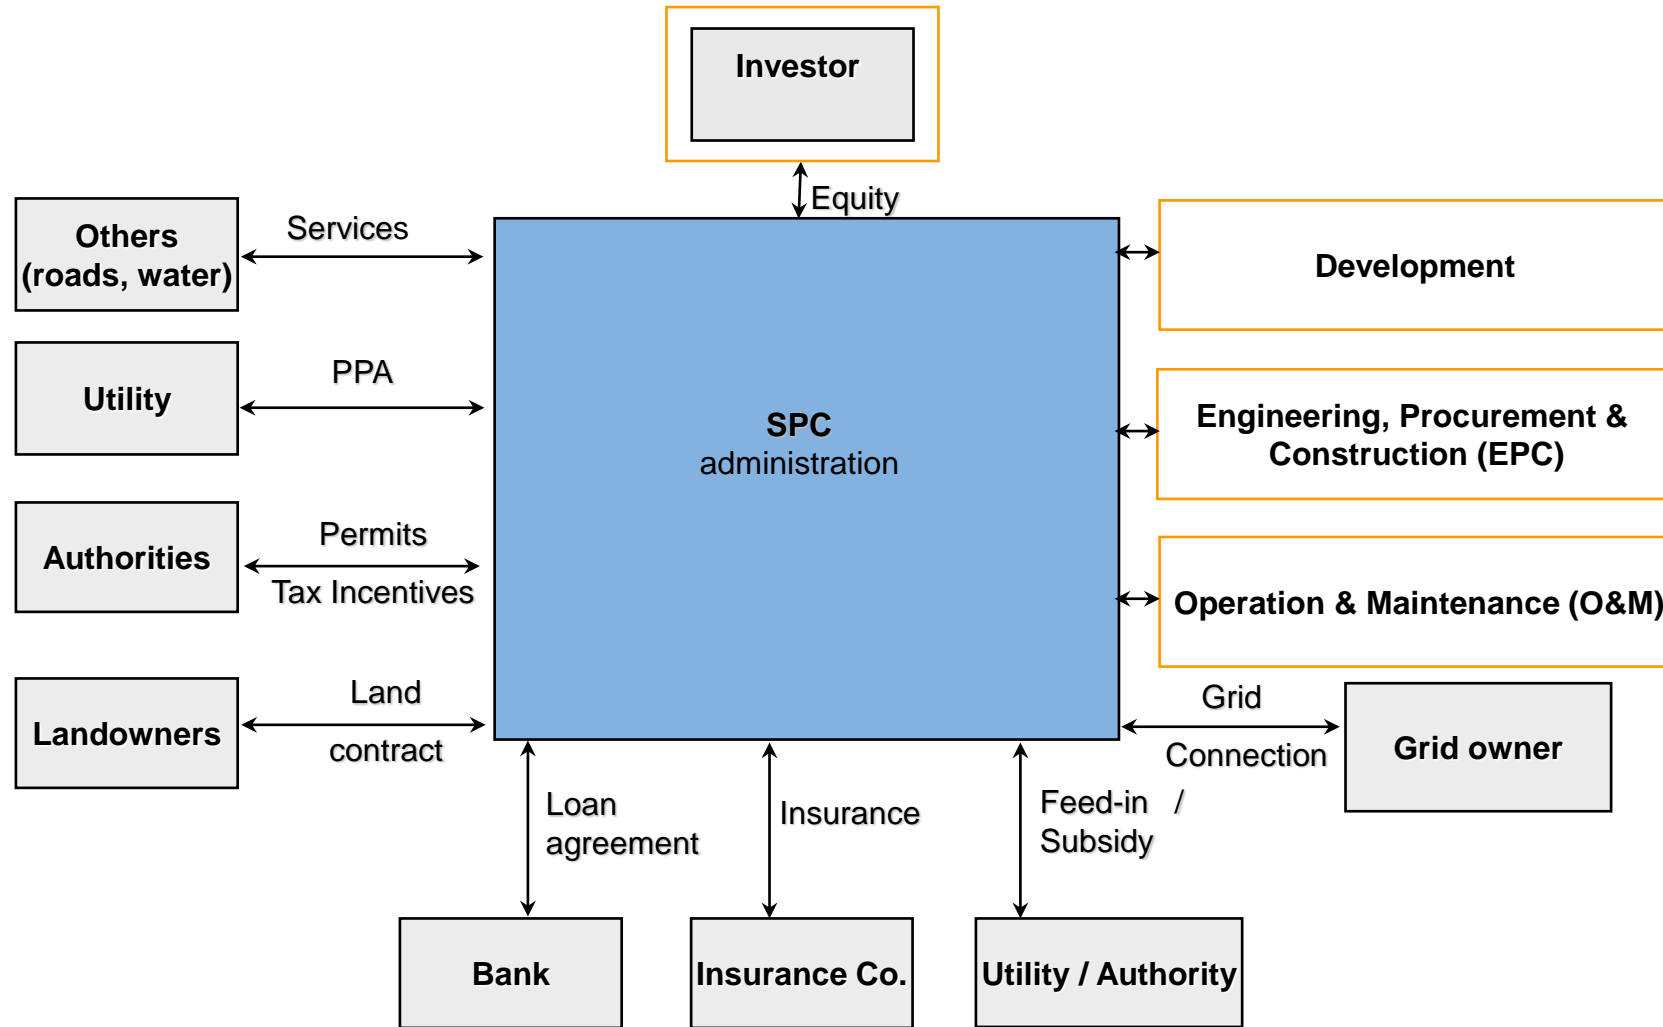 Investor
Equity
Others
(roads, water)
Services
Development
Utility
PPA
SPC
administration
Engineering, Procurement &
Construction (EPC)
Authorities
Permits
Tax Incentives
Operation & Maintenance (O&M)
Landowners
Land
contract
Grid
Connection
Grid owner
Loan
agreement
Insurance
Feed-in /
Subsidy
Bank
Insurance Co.
Utility / Authority